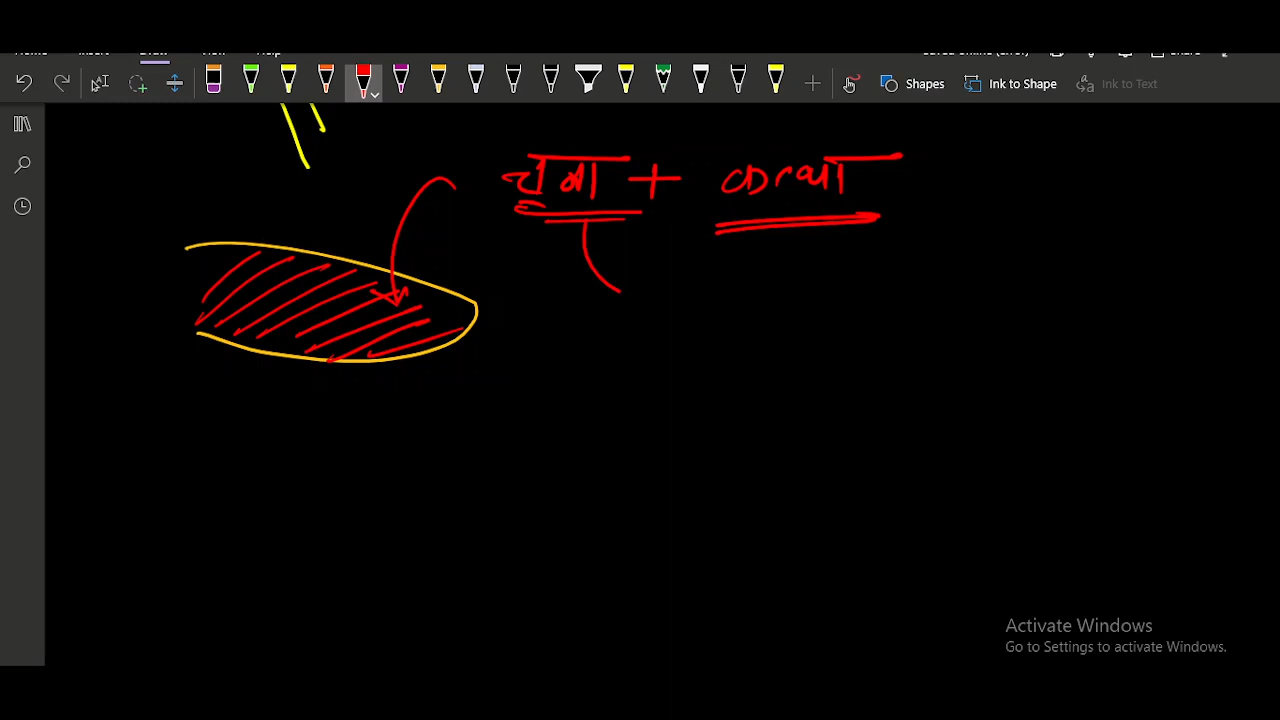 Shapes Ink to Shape Ink to Text
चूना + कत्था
Activate Windows
Go to Settings to activate Windows.